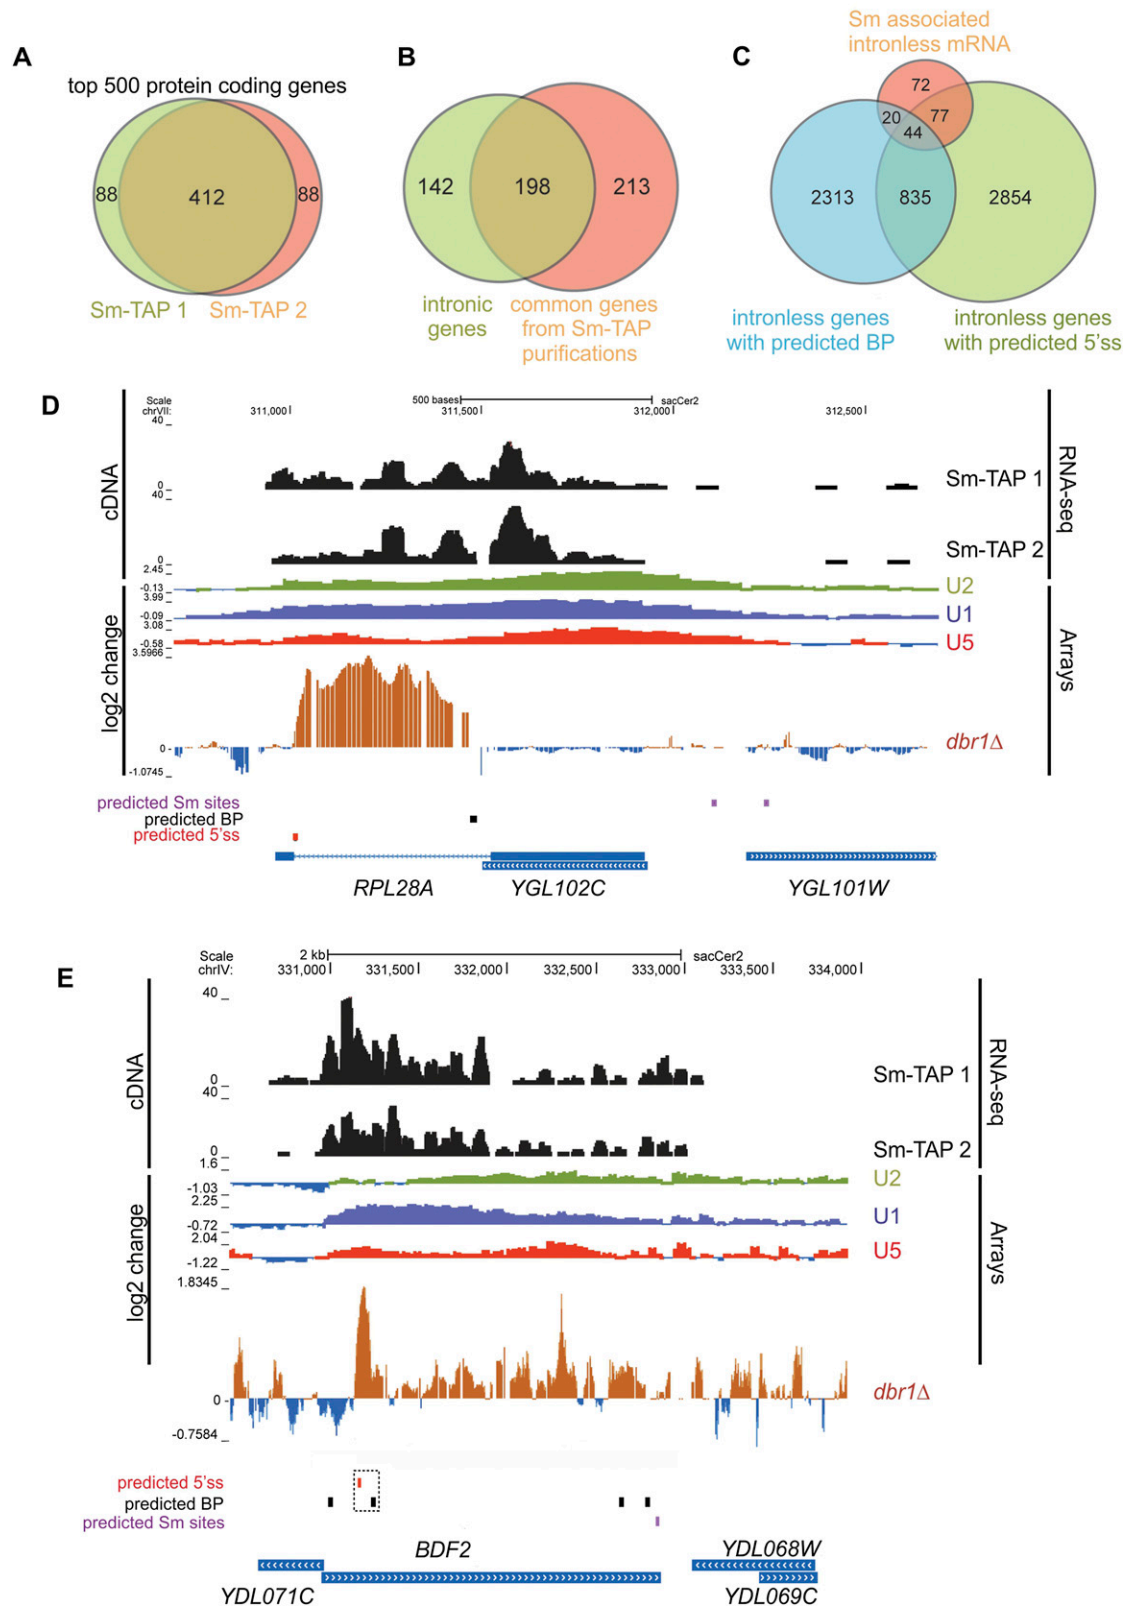 A
top 500 protein coding genes
88
412
88
Sm-TAP 1
Sm-TAP 2
B
142
198
213
intronic
genes
common genes
from Sm-TAP
purifications
C
Sm associated
intronless mRNA
72
20
77
44
2313
835
2854
intronless genes
with predicted BP
intronless genes
with predicted 5'ss
D
Scale
chrVII:
500 bases
sacCer2
311,000
311,500
312,000
312,500
cDNA
40
0
Sm-TAP 1
40
0
Sm-TAP 2
RNA-seq
log2 change
2.45
-0.13
U2
3.99
-0.09
U1
3.08
-0.58
U5
3.5966
0
-1.0745
dbr1Δ
Arrays
predicted Sm sites
predicted BP
predicted 5'ss
RPL28A
YGL102C
YGL101W
E
Scale
chrIV:
2 kb
sacCer2
331,000
331,500
332,000
332,500
333,000
333,500
334,000
cDNA
40
0
Sm-TAP 1
40
0
Sm-TAP 2
RNA-seq
log2 change
1.6
-1.03
U2
2.25
-0.72
U1
2.04
-1.22
U5
1.8345
0
-0.7584
dbr1Δ
Arrays
predicted 5'ss
predicted BP
predicted Sm sites
BDF2
YDL068W
YDL071C
YDL069C